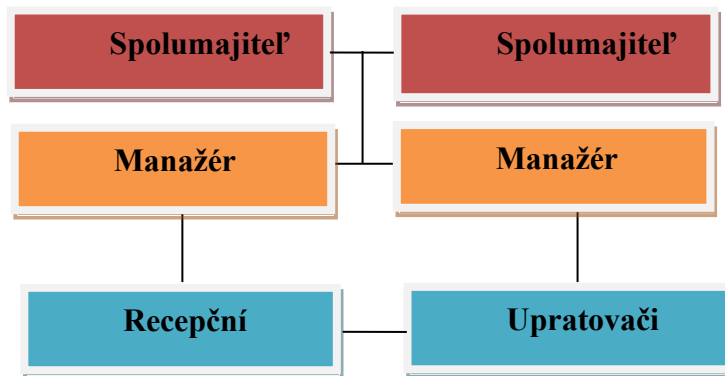 Spolumajiteľ
Spolumajiteľ
Manažér
Manažér
Recepční
Upratovači